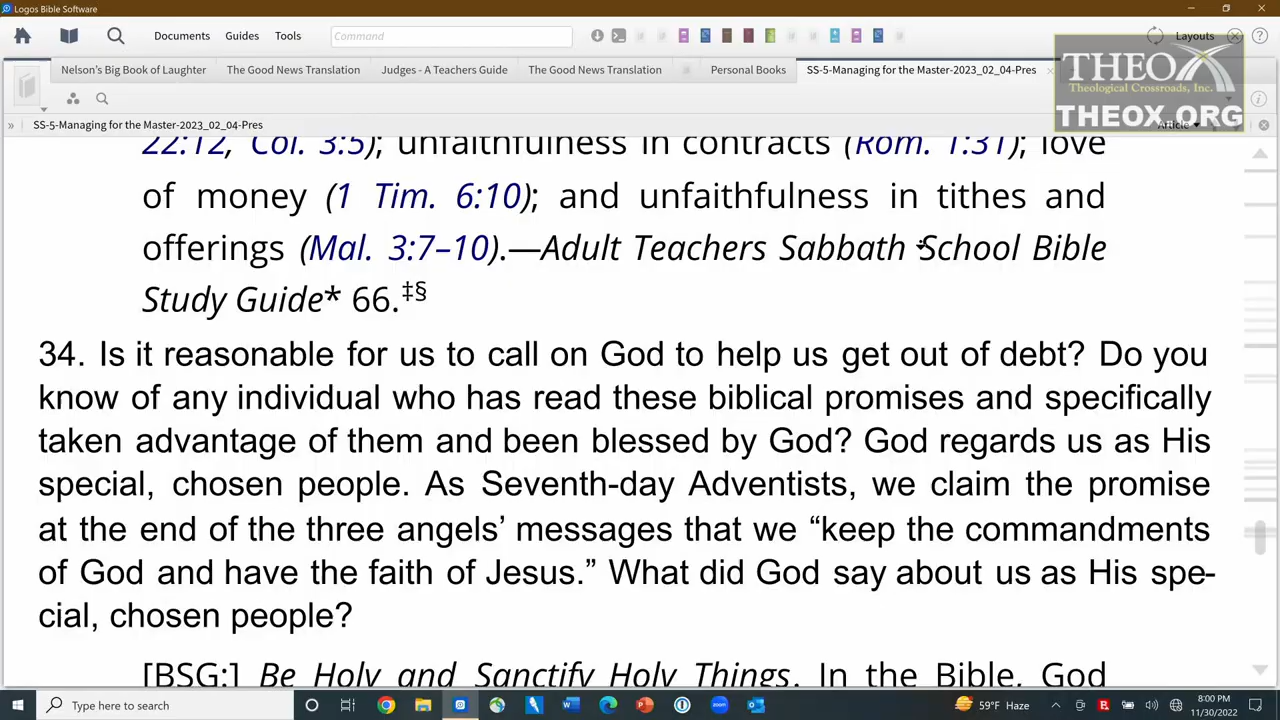 Logos Bible Software
Documents Guides Tools Command Layouts
Nelson's Big Book of Laughter The Good News Translation Judges - A Teachers Guide The Good News Translation Personal Books SS-5-Managing for the Master-2023_02_04-Pres
THEOX
Theological Crossroads, Inc.
THEOX.ORG
» SS-5-Managing for the Master-2023_02_04-Pres Article
22:12, Col. 3:5); unfaithfulness in contracts (Rom. 1:31); love
of money (1 Tim. 6:10); and unfaithfulness in tithes and
offerings (Mal. 3:7–10).—Adult Teachers Sabbath School Bible
Study Guide* 66.‡§
34. Is it reasonable for us to call on God to help us get out of debt? Do you
know of any individual who has read these biblical promises and specifically
taken advantage of them and been blessed by God? God regards us as His
special, chosen people. As Seventh-day Adventists, we claim the promise
at the end of the three angels’ messages that we “keep the commandments
of God and have the faith of Jesus.” What did God say about us as His spe-
cial, chosen people?
[BSG:] Be Holy and Sanctify Holy Things. In the Bible, God
Type here to search 59°F Haze 8:00 PM
11/30/2022